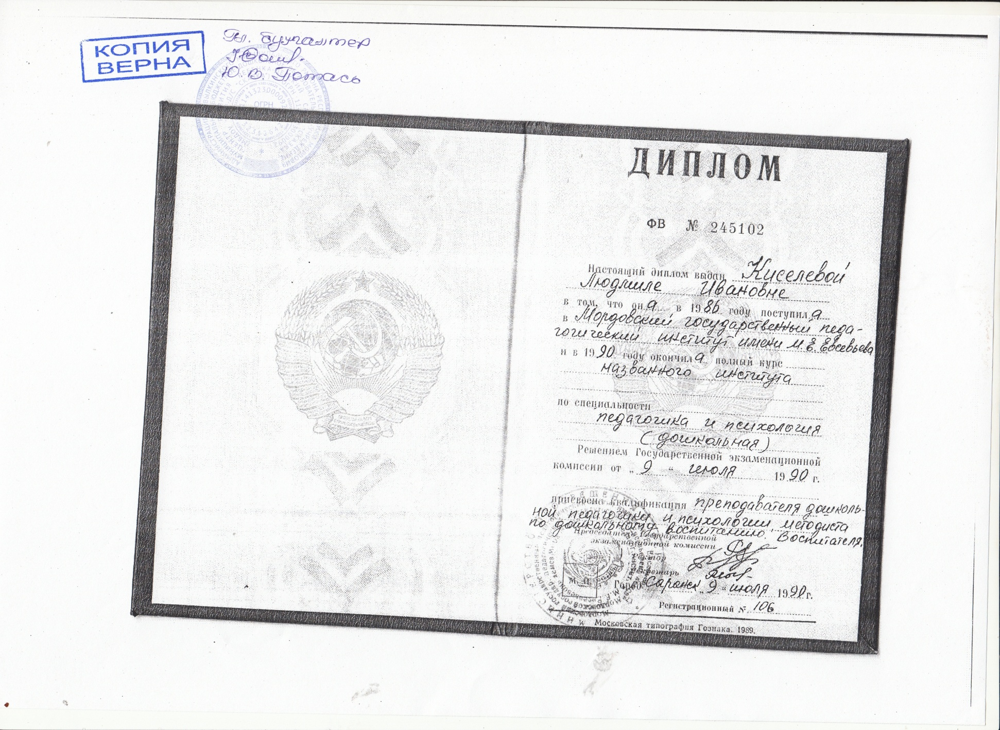 КОПИЯ
ВЕРНА
Гл. бухгалтер
Ю. В. Потась
ОГРН
ДИПЛОМ
ФВ № 245102
Настоящий диплом выдан Киселевой
Людмиле Ивановне
в том, что она в 1986 году поступила
в Мордовский государственный педа-
гогический институт имени М. Е. Евсевьева
и в 1990 году окончила полный курс
названного института
по специальности
педагогика и психология
(дошкольная)
Решением Государственной экзаменационной
комиссии от „ 9 “ июля 1990 г.
присвоена квалификация преподавателя дошколь-
ной педагогики и психологии, методиста
по дошкольному воспитанию. Воспитателя.
Председатель Государственной
экзаменационной комиссии
Ректор
Секретарь
М. П.
Город Саранск „ 9 “ июля 1990 г.
Регистрационный № 106
Московская типография Гознака. 1989.